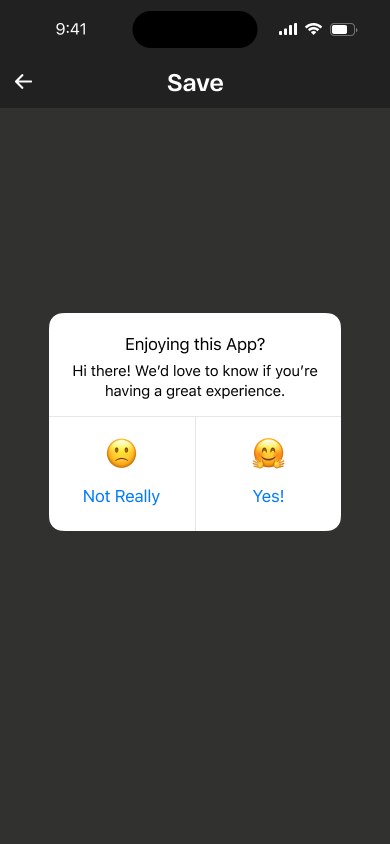 9:41
Save
Enjoying this App?
Hi there! We’d love to know if you’re
having a great experience.
Not Really
Yes!